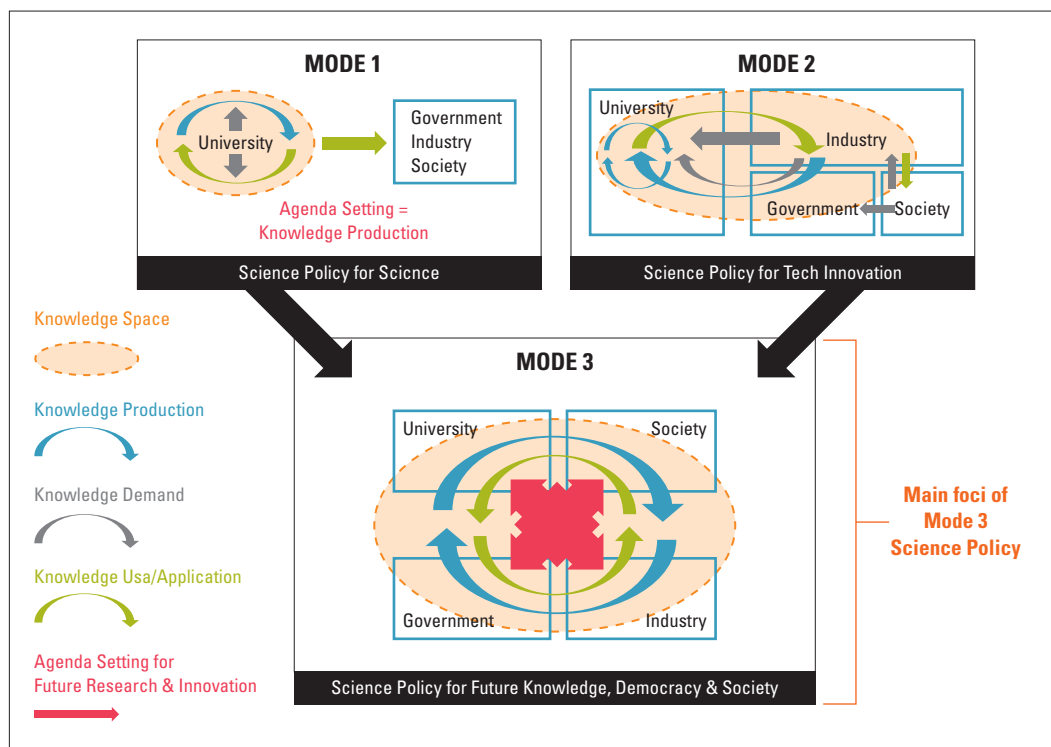 MODE 1
University
Government
Industry
Society
Agenda Setting =
Knowledge Production
Science Policy for Scicnce
MODE 2
University
Industry
Government
Society
Science Policy for Tech Innovation
Knowledge Space
Knowledge Production
Knowledge Demand
Knowledge Usa/Application
Agenda Setting for
Future Research & Innovation
MODE 3
University
Society
Government
Industry
Science Policy for Future Knowledge, Democracy & Society
Main foci of
Mode 3
Science Policy